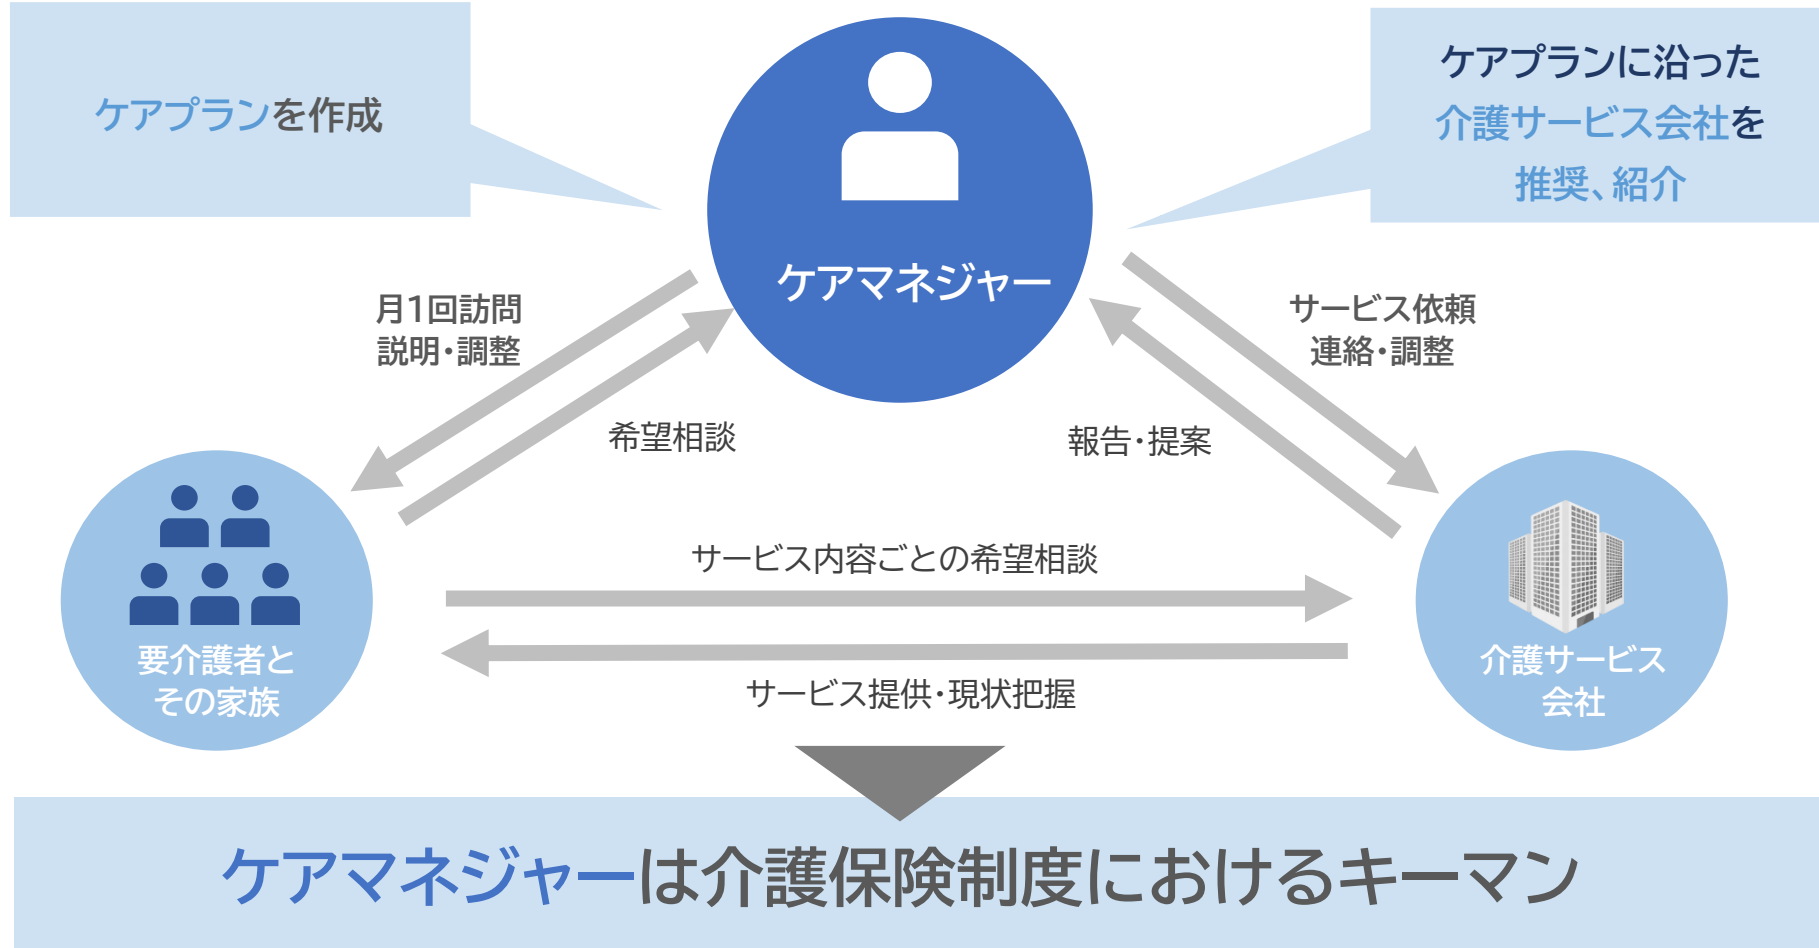 ケアプランを作成
ケアプランに沿った
介護サービス会社を
推奨、紹介
ケアマネジャー
月1回訪問
説明・調整
サービス依頼
連絡・調整
希望相談
報告・提案
サービス内容ごとの希望相談
要介護者と
その家族
介護サービス
会社
サービス提供・現状把握
ケアマネジャーは介護保険制度におけるキーマン